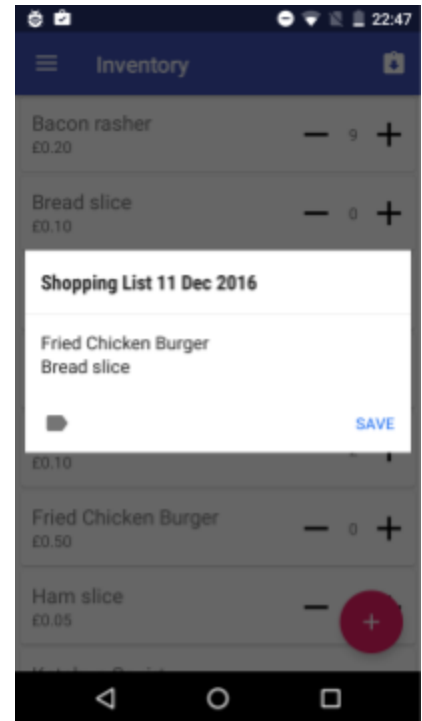 22:47
Inventory
Bacon rasher
£0.20
9
Bread slice
£0.10
0
Shopping List 11 Dec 2016
Fried Chicken Burger
Bread slice
SAVE
£0.10
Fried Chicken Burger
£0.50
0
Ham slice
£0.05